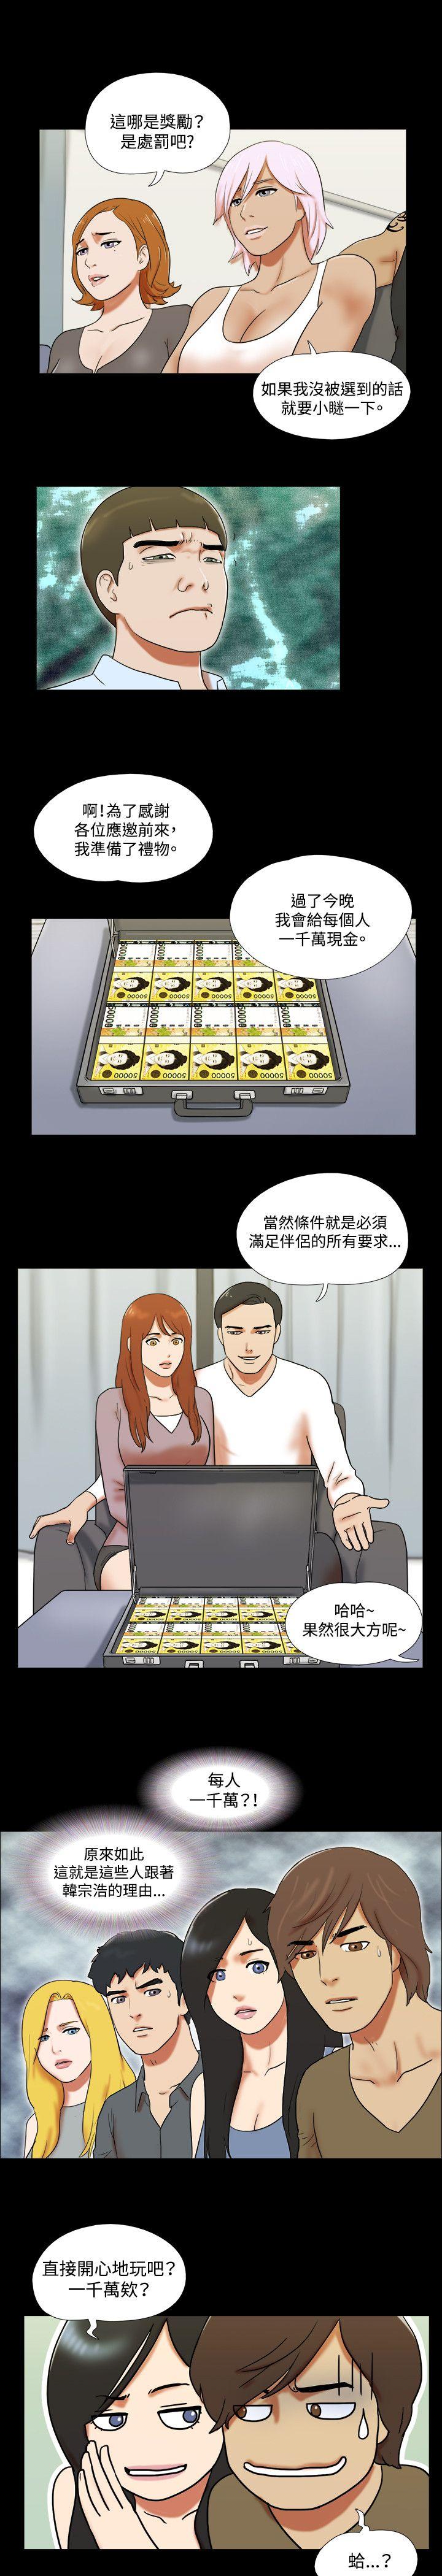 這哪是獎勵？
是處罰吧？
如果我沒被選到的話
就要小瞇一下。
啊！為了感謝
各位應邀前來，
我準備了禮物。
過了今晚
我會給每個人
一千萬現金。
50000 50000 50000 50000 50000
當然條件就是必須
滿足伴侶的所有要求...
哈哈~
果然很大方呢~
每人
一千萬？！
原來如此
這就是這些人跟著
韓宗浩的理由...
直接開心地玩吧？
一千萬欸？
蛤...？